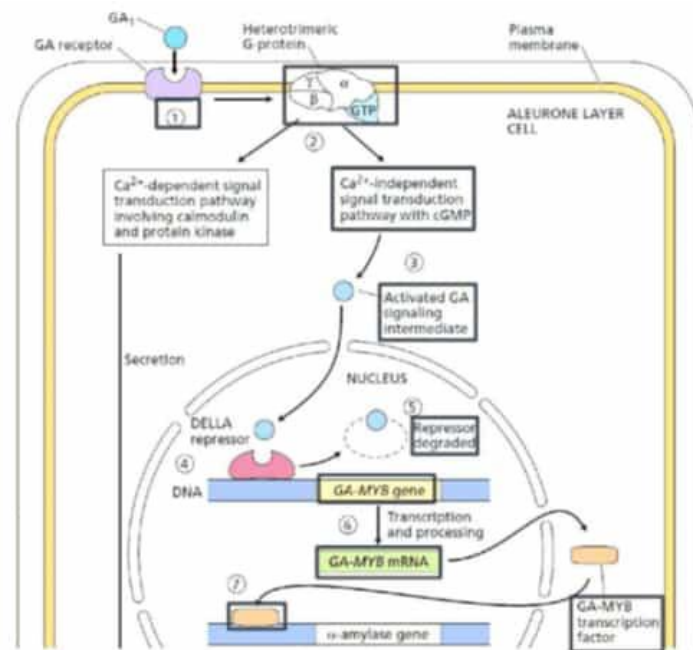 GA₁
GA receptor
Heterotrimeric
G-protein
Plasma
membrane
γ
α
β
GTP
①
②
ALEURONE LAYER
CELL
Ca²⁺-dependent signal
transduction pathway
involving calmodulin
and protein kinase
Ca²⁺-independent
signal transduction
pathway with cGMP
③
Activated GA
signaling
intermediate
Secretion
NUCLEUS
DELLA
repressor
⑤
Repressor
degraded
④
DNA
GA-MYB gene
⑥
Transcription
and processing
GA-MYB mRNA
⑦
GA-MYB
transcription
factor
α-amylase gene